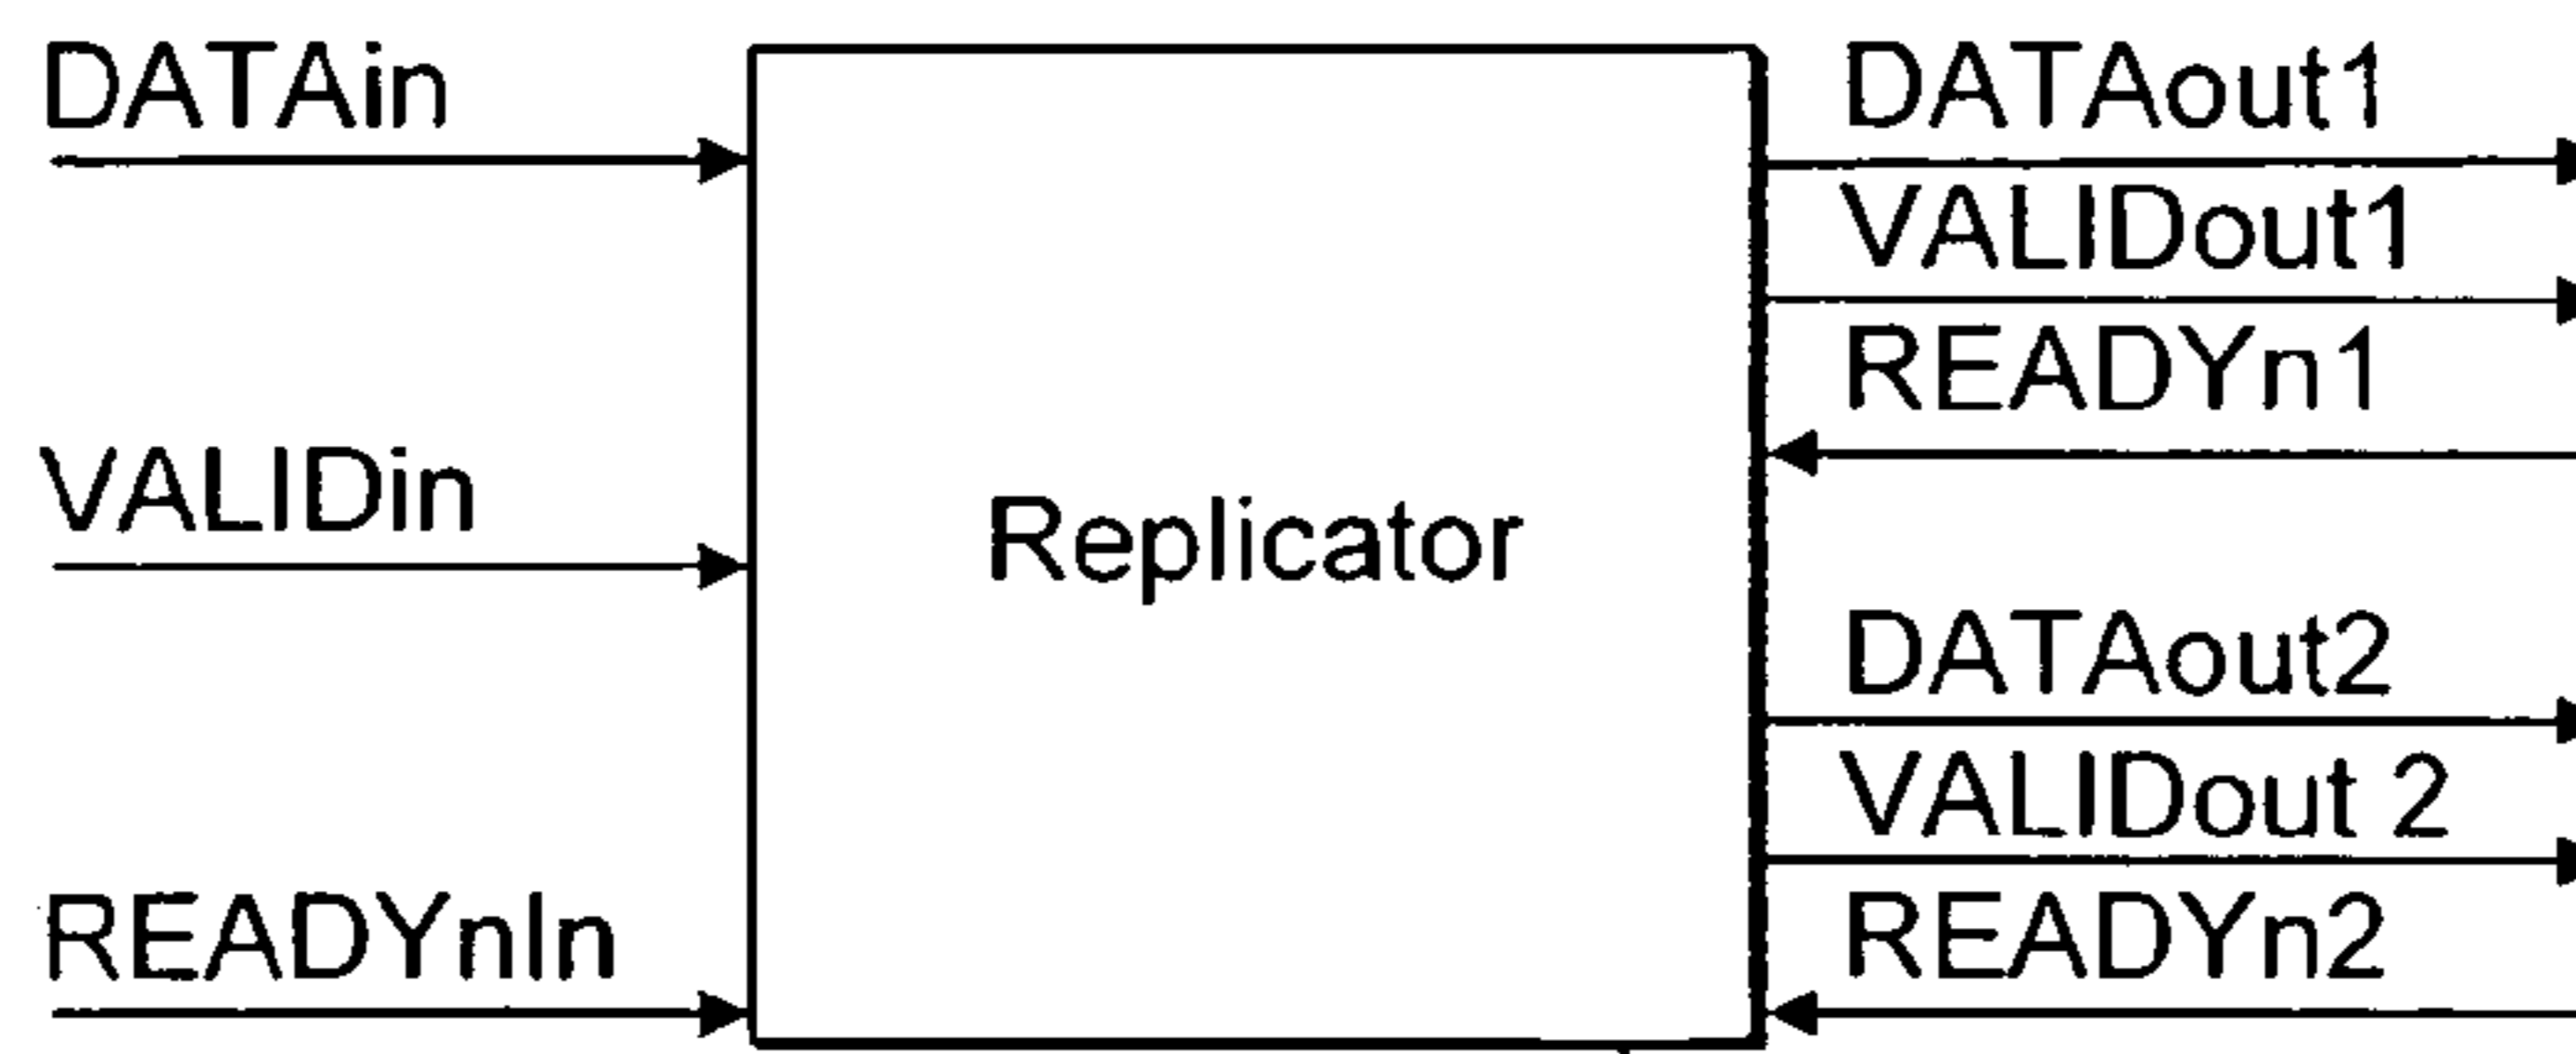 DATAin
VALIDin
READYnIn
Replicator
DATAout1
VALIDout1
READYn1
DATAout2
VALIDout 2
READYn2